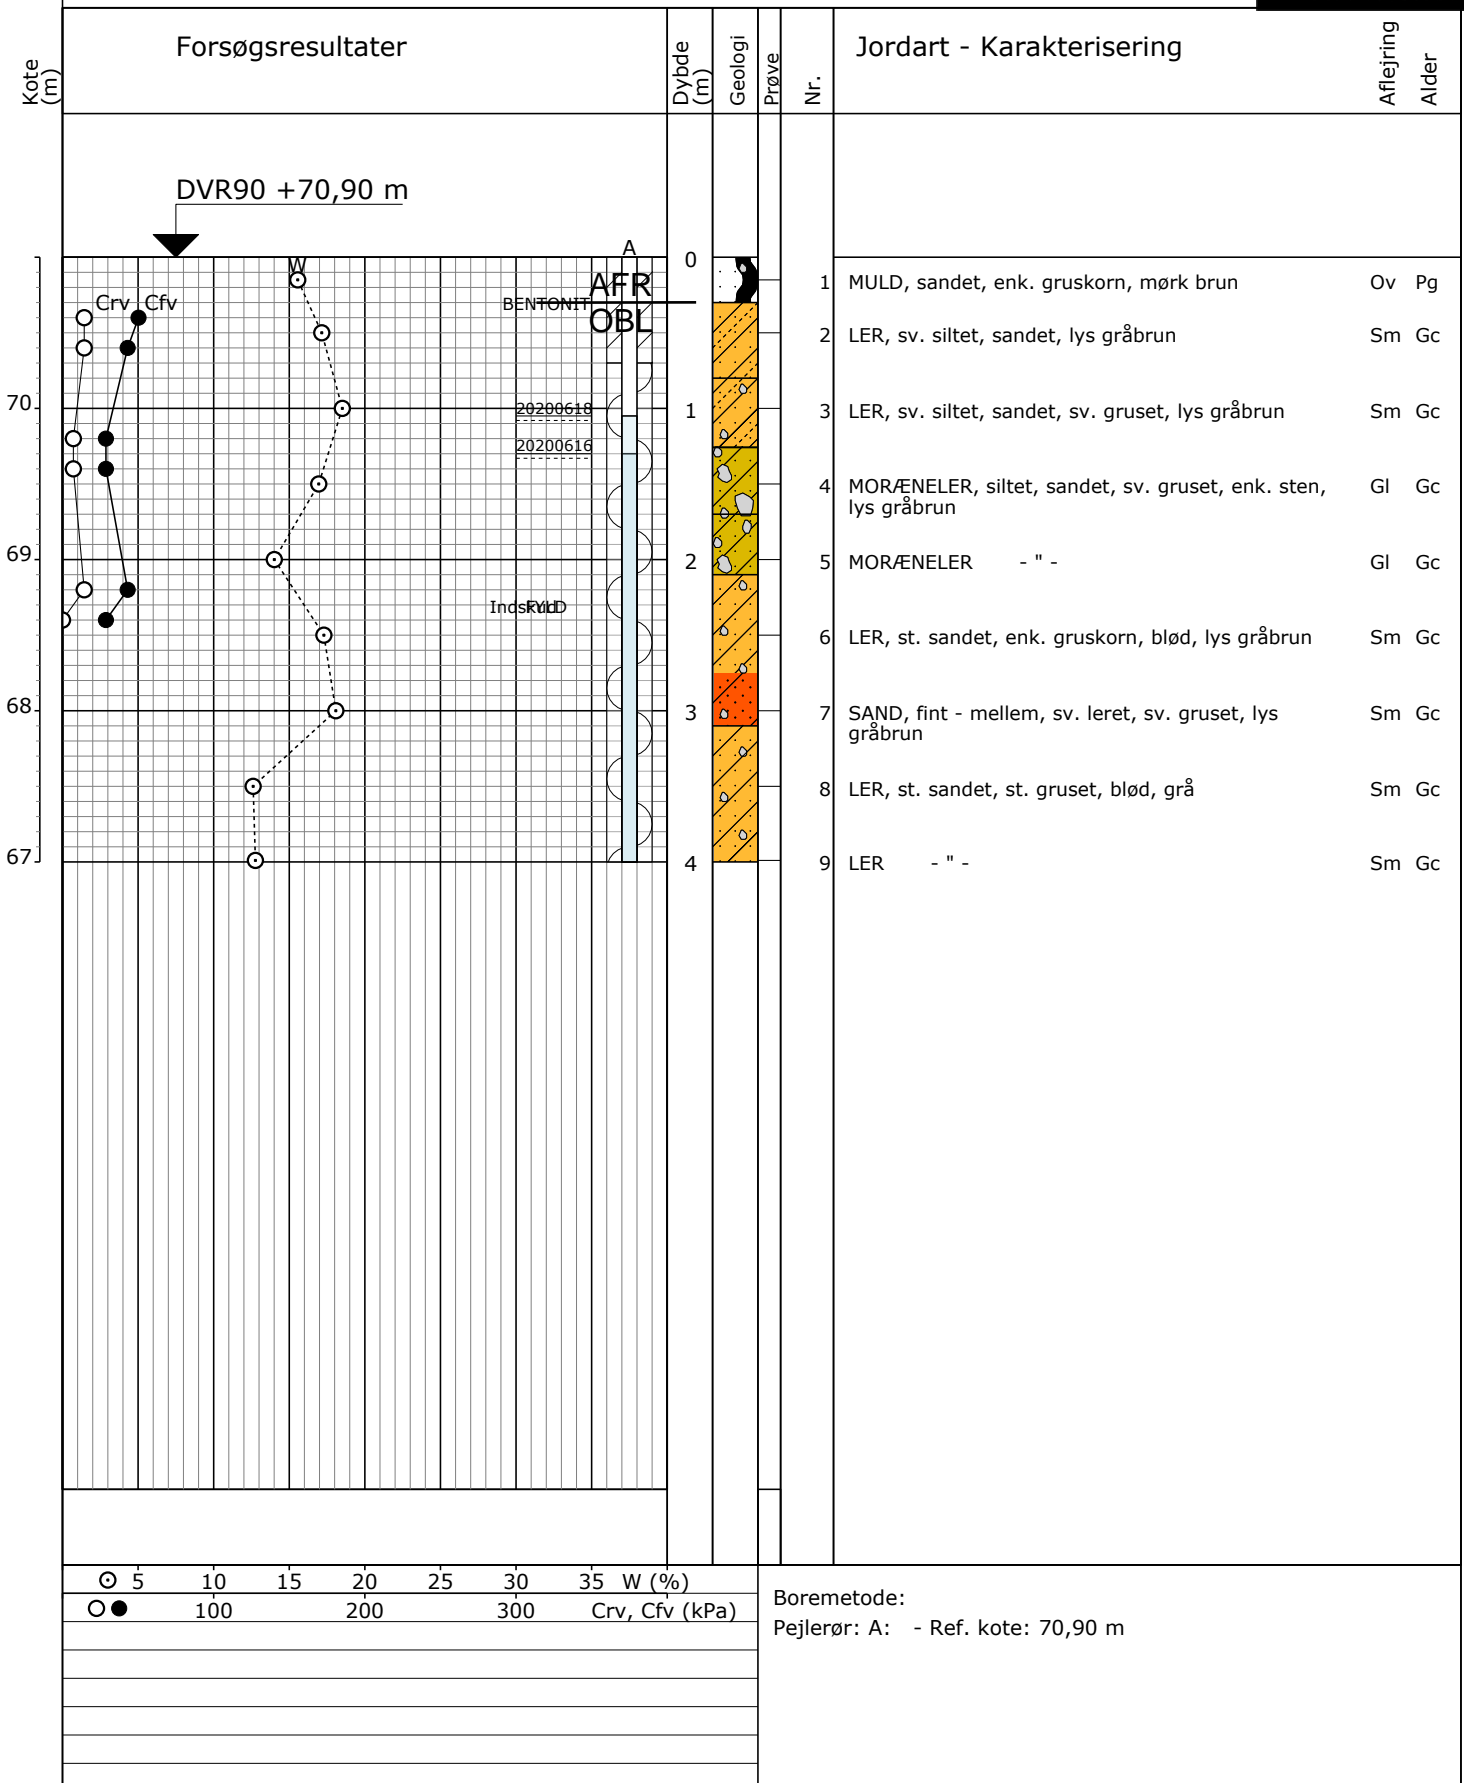 Kote (m)
Forsøgsresultater
Dybde (m)
Geologi
Prøve
Nr.
Jordart - Karakterisering
Aflejring
Alder
DVR90 +70,90 m
A
W
0
AFR
1 MULD, sandet, enk. gruskorn, mørk brun Ov Pg
Crv Cfv
BENTONIT
OBL
2 LER, sv. siltet, sandet, lys gråbrun Sm Gc
70
20200618
1
3 LER, sv. siltet, sandet, sv. gruset, lys gråbrun Sm Gc
20200616
4 MORÆNELER, siltet, sandet, sv. gruset, enk. sten, Gl Gc
lys gråbrun
69
2
5 MORÆNELER - " - Gl Gc
Indskud
FYLD
6 LER, st. sandet, enk. gruskorn, blød, lys gråbrun Sm Gc
68
3
7 SAND, fint - mellem, sv. leret, sv. gruset, lys Sm Gc
gråbrun
8 LER, st. sandet, st. gruset, blød, grå Sm Gc
67
4
9 LER - " - Sm Gc
5 10 15 20 25 30 35 W (%)
100 200 300 Crv, Cfv (kPa)
Boremetode:
Pejlerør: A: - Ref. kote: 70,90 m